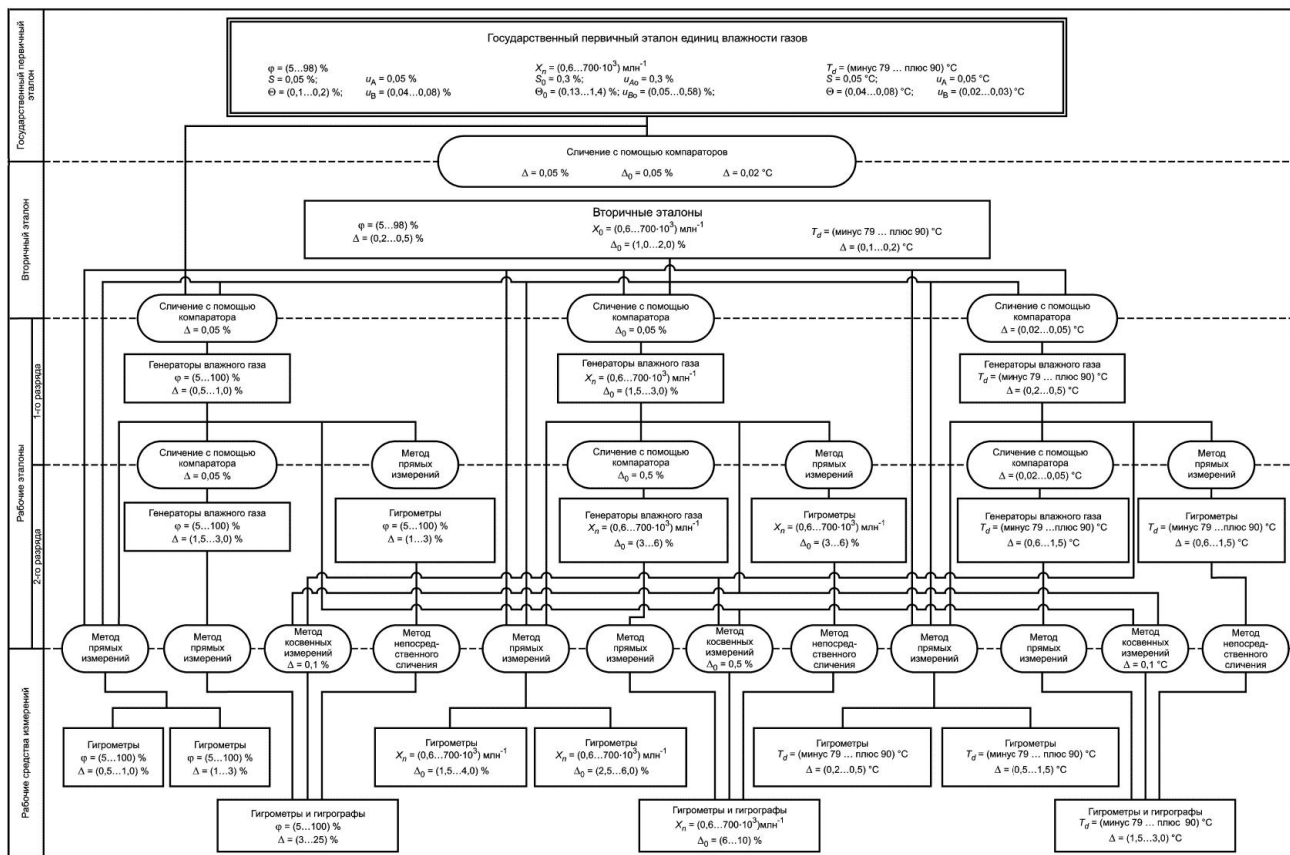 Государственный первичный эталон
Государственный первичный эталон единиц влажности газов
φ = (5...98) %
S = 0,05 %; u_A = 0,05 %
Θ = (0,1...0,2) %; u_B = (0,04...0,08) %
X_n = (0,6...700·10³) млн⁻¹
S_0 = 0,3 %; u_Ao = 0,3 %
Θ_0 = (0,13...1,4) %; u_Bo = (0,05...0,58) %;
T_d = (минус 79 ... плюс 90) °С
S = 0,05 °С; u_A = 0,05 °С
Θ = (0,04...0,08) °С; u_B = (0,02...0,03) °С
Сличение с помощью компараторов
Δ = 0,05 % Δ_0 = 0,05 % Δ = 0,02 °С
Вторичный эталон
Вторичные эталоны
φ = (5...98) %
Δ = (0,2...0,5) %
X_0 = (0,6...700·10³) млн⁻¹
Δ_0 = (1,0...2,0) %
T_d = (минус 79 ... плюс 90) °С
Δ = (0,1...0,2) °С
Сличение с помощью
компаратора
Δ = 0,05 %
Сличение с помощью
компаратора
Δ_0 = 0,05 %
Сличение с помощью
компаратора
Δ = (0,02...0,05) °С
Рабочие эталоны
1-го разряда
Генераторы влажного газа
φ = (5...100) %
Δ = (0,5...1,0) %
Генераторы влажного газа
X_n = (0,6...700·10³) млн⁻¹
Δ_0 = (1,5...3,0) %
Генераторы влажного газа
T_d = (минус 79 ... плюс 90) °С
Δ = (0,2...0,5) °С
Сличение с помощью
компаратора
Δ = 0,05 %
Метод
прямых
измерений
Сличение с помощью
компаратора
Δ_0 = 0,5 %
Метод
прямых
измерений
Сличение с помощью
компаратора
Δ = (0,02...0,05) °С
Метод
прямых
измерений
2-го разряда
Генераторы влажного газа
φ = (5...100) %
Δ = (1,5...3,0) %
Гигрометры
φ = (5...100) %
Δ = (1...3) %
Генераторы влажного газа
X_n = (0,6...700·10³) млн⁻¹
Δ_0 = (3...6) %
Гигрометры
X_n = (0,6...700·10³) млн⁻¹
Δ_0 = (3...6) %
Генераторы влажного газа
T_d = (минус 79 ...плюс 90) °С
Δ = (0,6...1,5) °С
Гигрометры
T_d = (минус 79 ...плюс 90) °С
Δ = (0,6...1,5) °С
Метод
прямых
измерений
Метод
прямых
измерений
Метод
косвенных
измерений
Δ = 0,1 %
Метод
непосред-
ственного
сличения
Метод
прямых
измерений
Метод
прямых
измерений
Метод
косвенных
измерений
Δ_0 = 0,5 %
Метод
непосред-
ственного
сличения
Метод
прямых
измерений
Метод
прямых
измерений
Метод
косвенных
измерений
Δ = 0,1 °С
Метод
непосред-
ственного
сличения
Рабочие средства измерений
Гигрометры
φ = (5...100) %
Δ = (0,5...1,0) %
Гигрометры
φ = (5...100) %
Δ = (1...3) %
Гигрометры
X_n = (0,6...700·10³) млн⁻¹
Δ_0 = (1,5...4,0) %
Гигрометры
X_n = (0,6...700·10³) млн⁻¹
Δ_0 = (2,5...6,0) %
Гигрометры
T_d = (минус 79 ... плюс 90) °С
Δ = (0,2...0,5) °С
Гигрометры
T_d = (минус 79 ... плюс 90) °С
Δ = (0,5...1,5) °С
Гигрометры и гигрографы
φ = (5...100) %
Δ = (3...25) %
Гигрометры и гигрографы
X_n = (0,6...700·10³)млн⁻¹
Δ_0 = (6...10) %
Гигрометры и гигрографы
T_d = (минус 79 ... плюс 90) °С
Δ = (1,5...3,0) °С